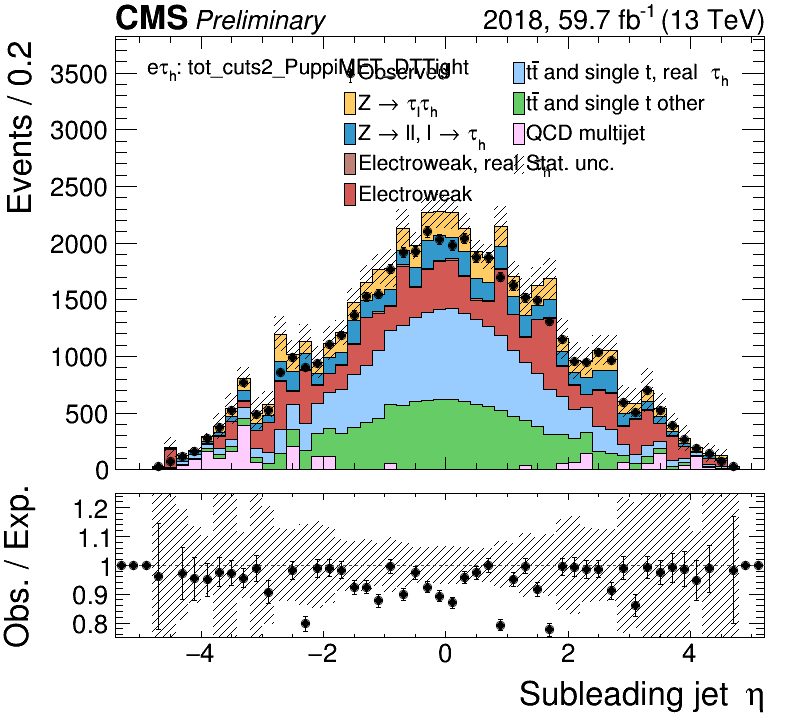 CMS Preliminary 2018, 59.7 fb⁻¹ (13 TeV)
Events / 0.2
3500
3000
2500
2000
1500
1000
500
0
eτₕ: tot_cuts2_PuppiMET_DTTight
Observed
Z → τₗτₕ
Z → ll, l → τₕ
Electroweak, real τₕ
Electroweak
tt̄ and single t, real τₕ
tt̄ and single t other
QCD multijet
Stat. unc.
Obs. / Exp.
1.2
1.1
1
0.9
0.8
−4 −2 0 2 4
Subleading jet η